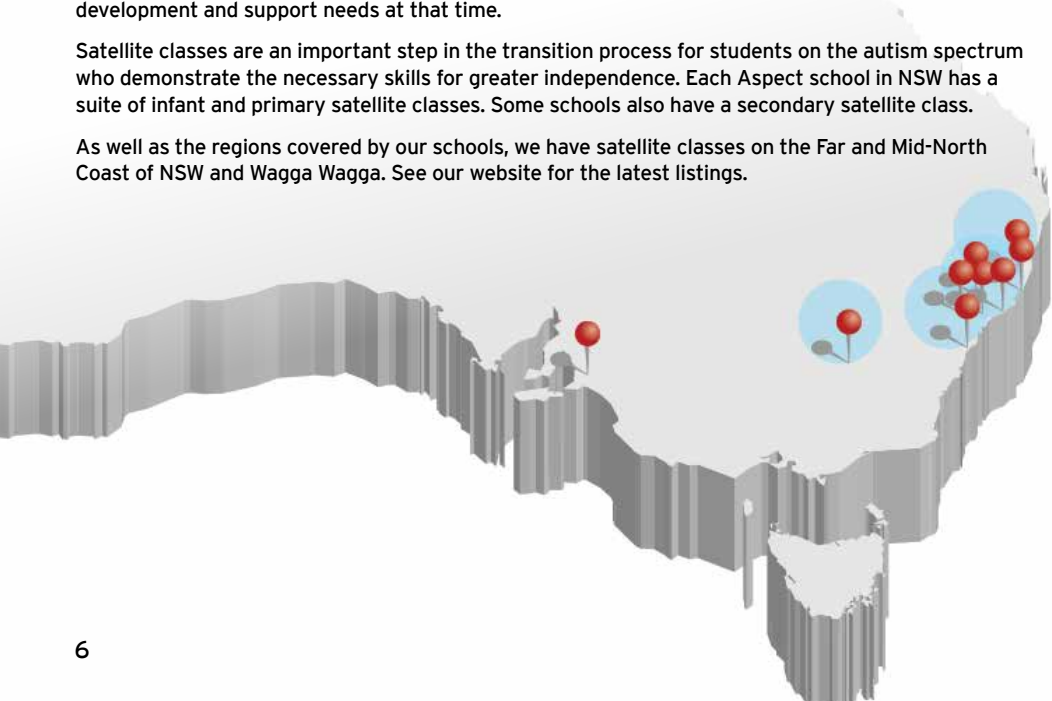 development and support needs at that time.
Satellite classes are an important step in the transition process for students on the autism spectrum
who demonstrate the necessary skills for greater independence. Each Aspect school in NSW has a
suite of infant and primary satellite classes. Some schools also have a secondary satellite class.
As well as the regions covered by our schools, we have satellite classes on the Far and Mid-North
Coast of NSW and Wagga Wagga. See our website for the latest listings.
6